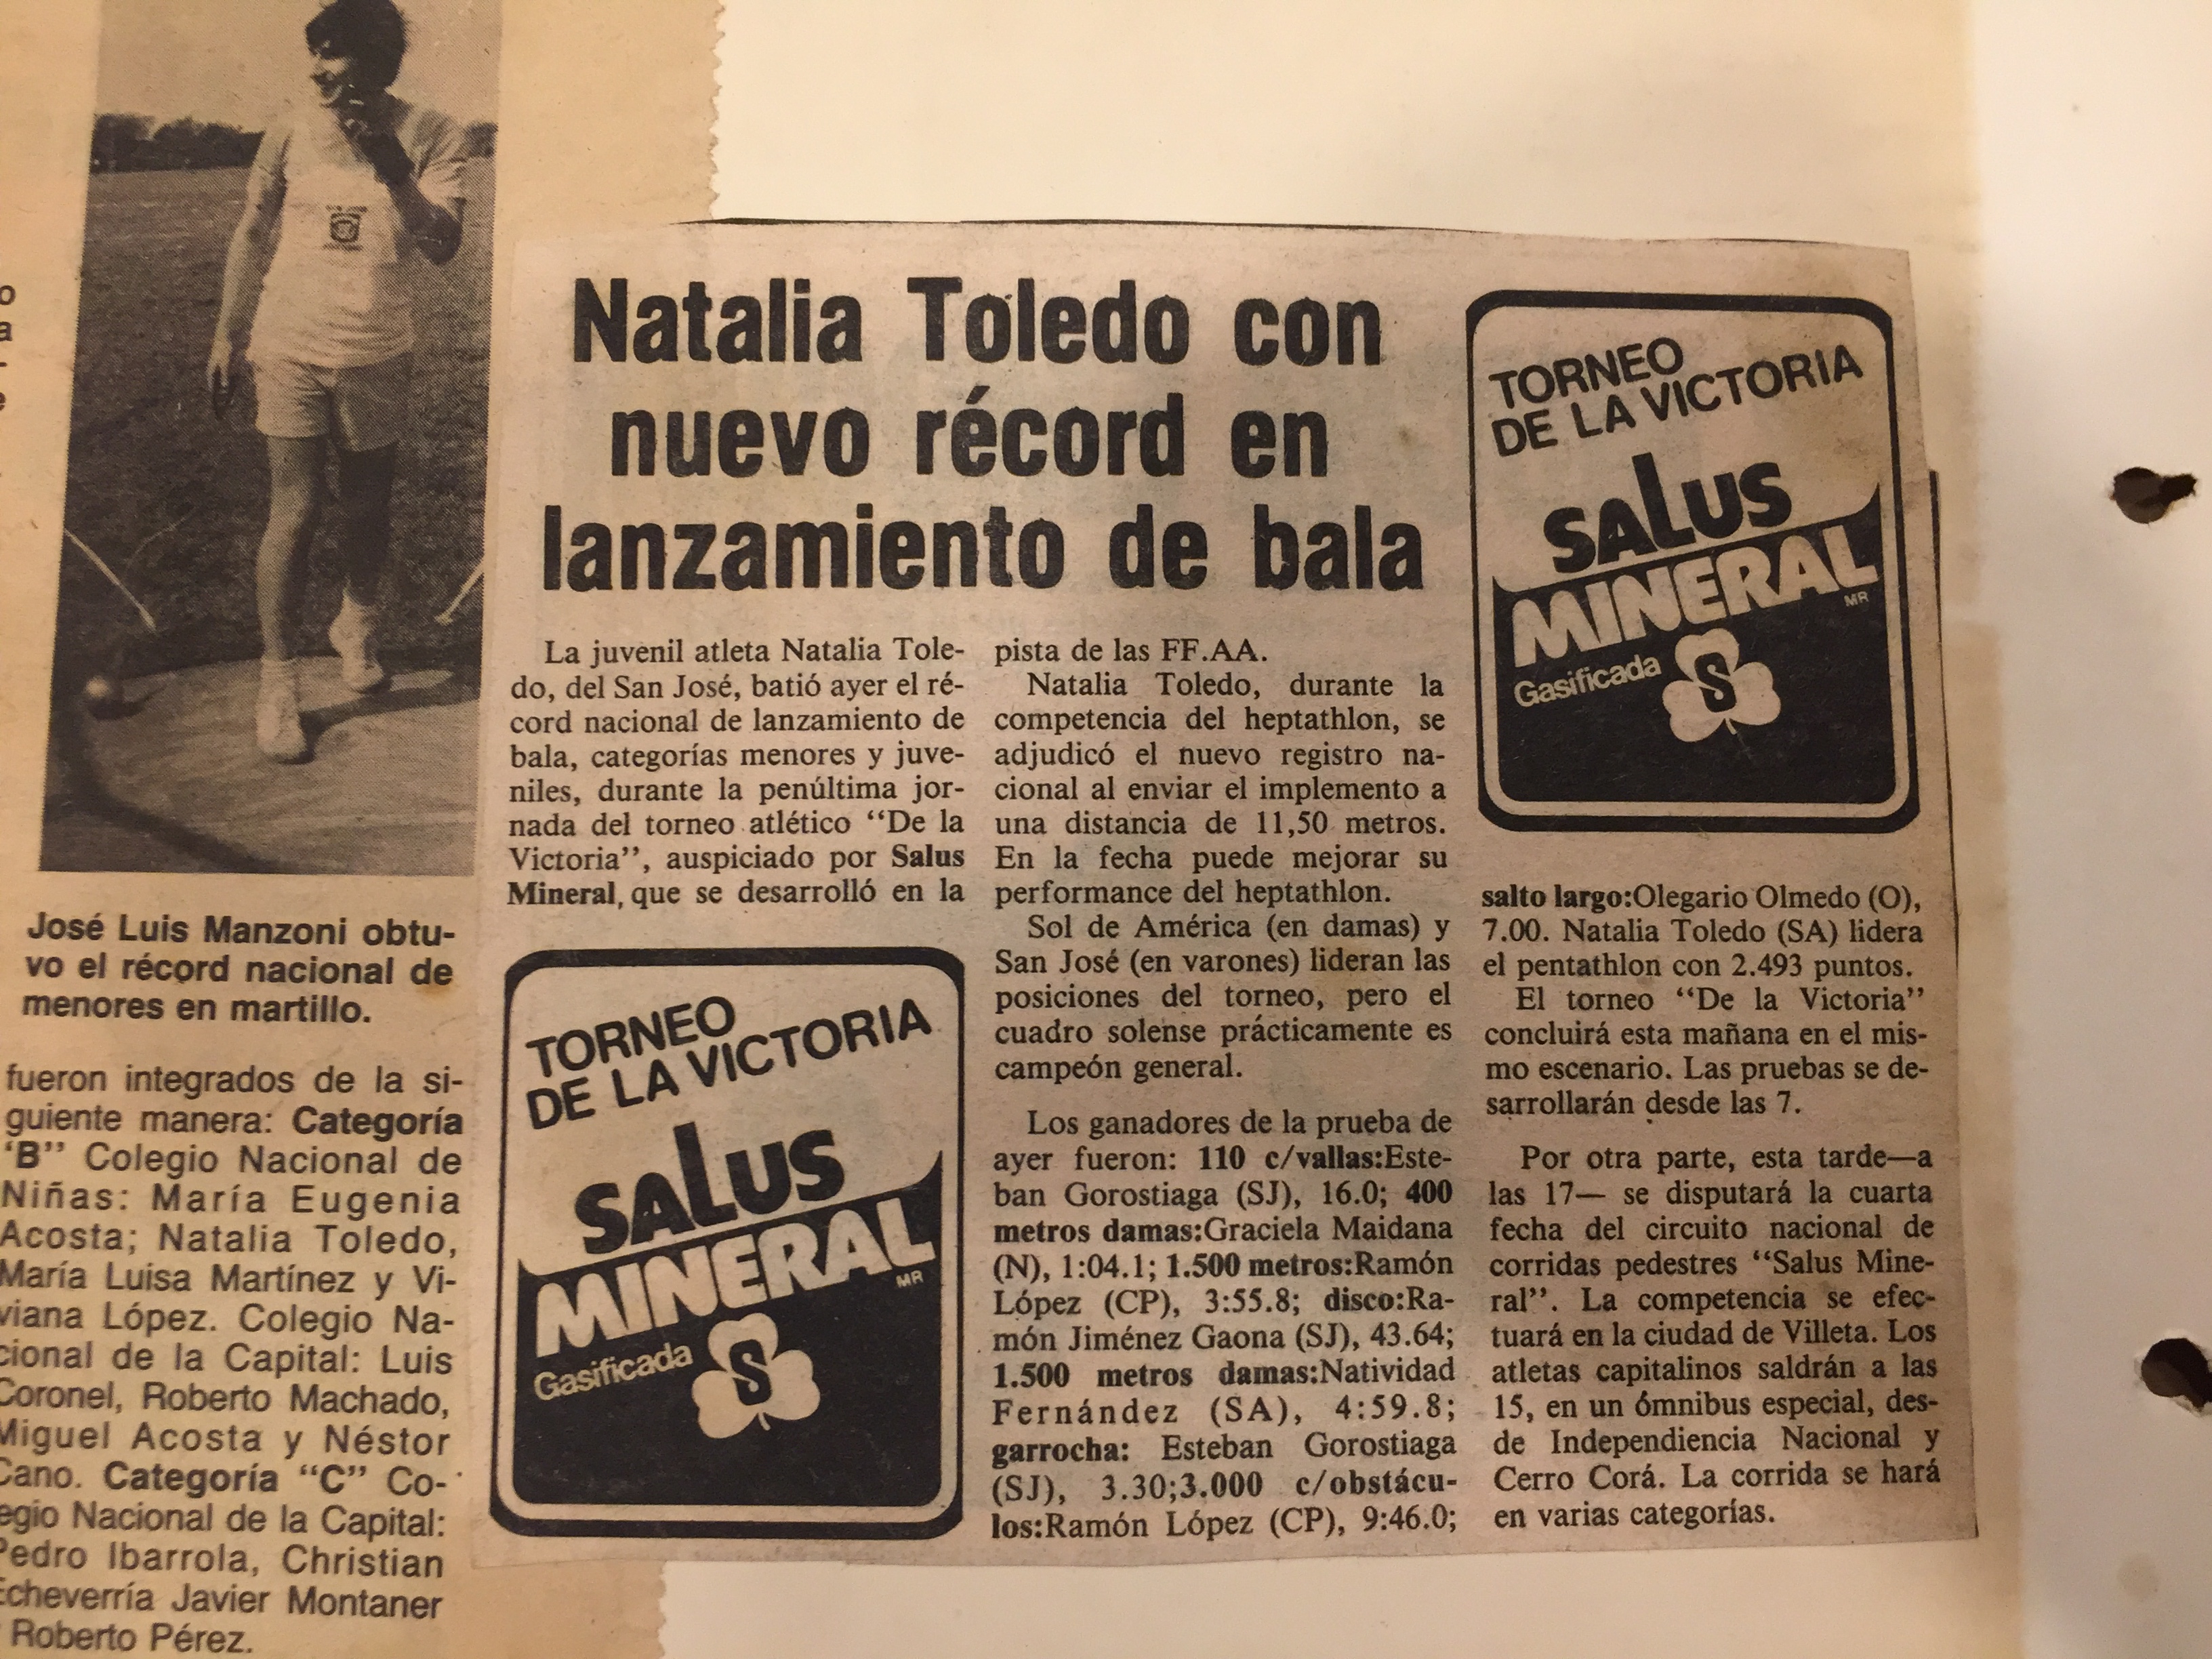 o
a
-
e
José Luis Manzoni obtu-
vo el récord nacional de
menores en martillo.
fueron integrados de la si-
guiente manera: Categoría
'B'' Colegio Nacional de
Niñas: María Eugenia
Acosta; Natalia Toledo,
María Luisa Martínez y Vi-
viana López. Colegio Na-
cional de la Capital: Luis
Coronel, Roberto Machado,
Miguel Acosta y Néstor
Cano. Categoría "C" Co-
egio Nacional de la Capital:
Pedro Ibarrola, Christian
Echeverría Javier Montaner
Roberto Pérez.
Natalia Toledo con
nuevo récord en
lanzamiento de bala
La juvenil atleta Natalia Tole-
do, del San José, batió ayer el ré-
cord nacional de lanzamiento de
bala, categorías menores y juve-
niles, durante la penúltima jor-
nada del torneo atlético "De la
Victoria", auspiciado por Salus
Mineral, que se desarrolló en la
TORNEO
DE LA VICTORIA
SALUS
MINERAL
MR
Gasificada
S
pista de las FF.AA.
Natalia Toledo, durante la
competencia del heptathlon, se
adjudicó el nuevo registro na-
cional al enviar el implemento a
una distancia de 11,50 metros.
En la fecha puede mejorar su
performance del heptathlon.
Sol de América (en damas) y
San José (en varones) lideran las
posiciones del torneo, pero el
cuadro solense prácticamente es
campeón general.
Los ganadores de la prueba de
ayer fueron: 110 c/vallas:Este-
ban Gorostiaga (SJ), 16.0; 400
metros damas:Graciela Maidana
(N), 1:04.1; 1.500 metros:Ramón
López (CP), 3:55.8; disco:Ra-
món Jiménez Gaona (SJ), 43.64;
1.500 metros damas:Natividad
Fernández (SA), 4:59.8;
garrocha: Esteban Gorostiaga
(SJ), 3.30;3.000 c/obstácu-
los:Ramón López (CP), 9:46.0;
TORNEO
DE LA VICTORIA
SALUS
MINERAL
MR
Gasificada
S
salto largo:Olegario Olmedo (O),
7.00. Natalia Toledo (SA) lidera
el pentathlon con 2.493 puntos.
El torneo "De la Victoria"
concluirá esta mañana en el mis-
mo escenario. Las pruebas se de-
sarrollarán desde las 7.
Por otra parte, esta tarde—a
las 17— se disputará la cuarta
fecha del circuito nacional de
corridas pedestres "Salus Mine-
ral". La competencia se efec-
tuará en la ciudad de Villeta. Los
atletas capitalinos saldrán a las
15, en un ómnibus especial, des-
de Independiencia Nacional y
Cerro Corá. La corrida se hará
en varias categorías.